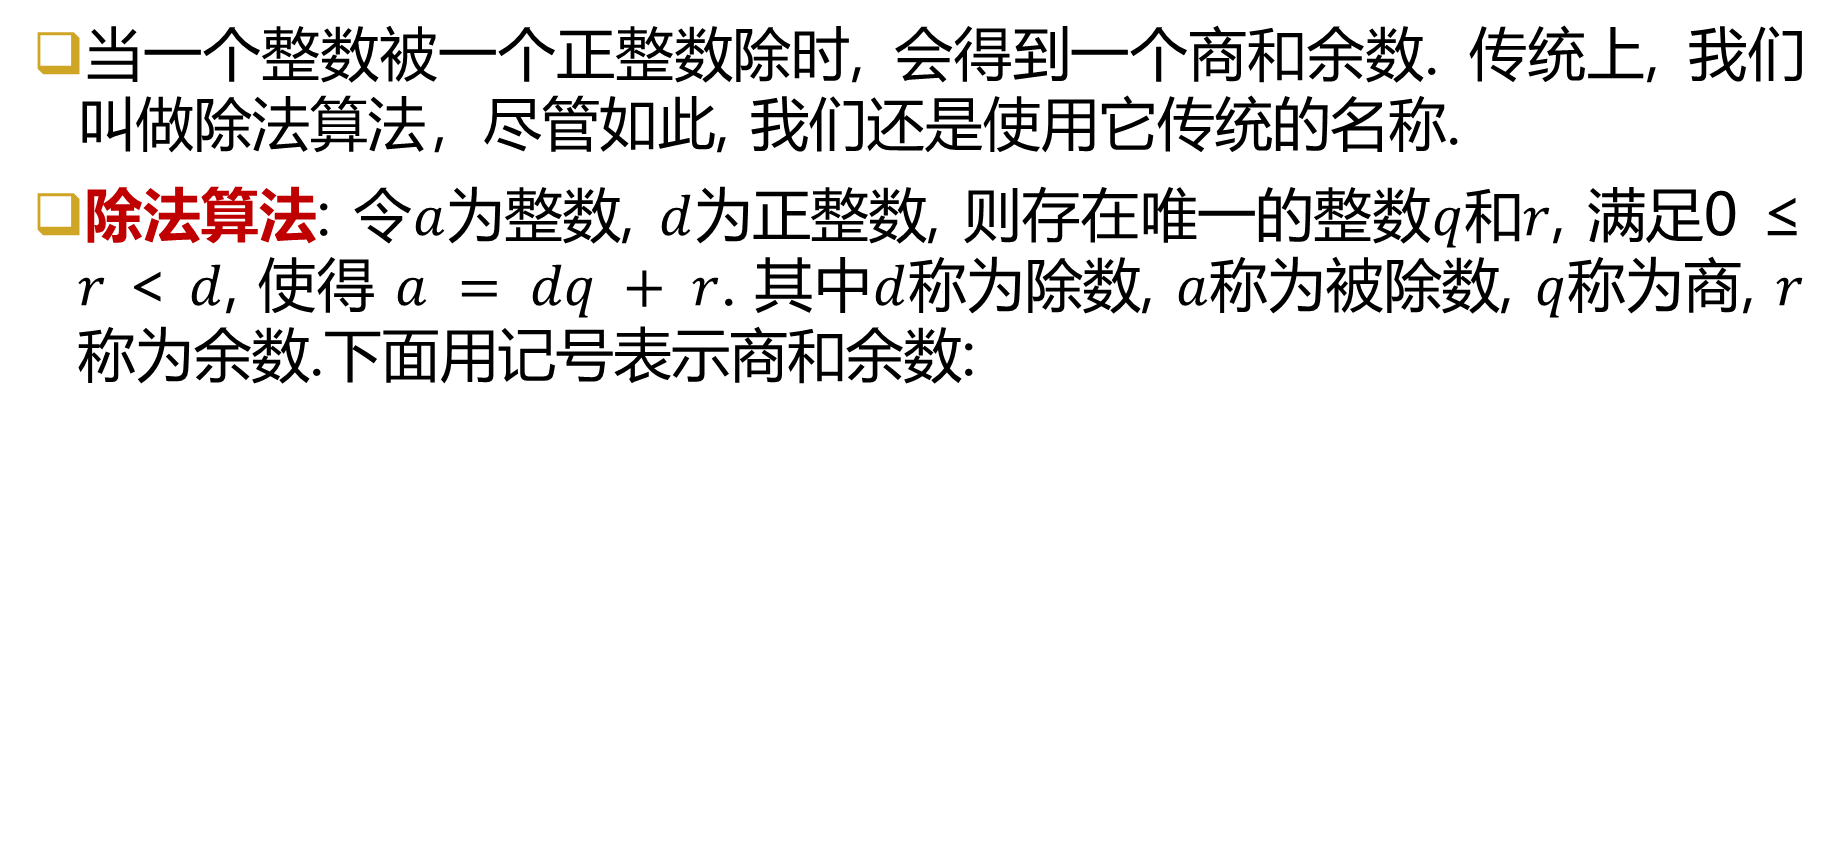 ❑当一个整数被一个正整数除时, 会得到一个商和余数. 传统上, 我们
叫做除法算法，尽管如此, 我们还是使用它传统的名称.
❑除法算法: 令𝑎为整数, 𝑑为正整数, 则存在唯一的整数𝑞和𝑟, 满足0 ≤
𝑟 < 𝑑, 使得 𝑎 = 𝑑𝑞 + 𝑟. 其中𝑑称为除数, 𝑎称为被除数, 𝑞称为商, 𝑟
称为余数.下面用记号表示商和余数: